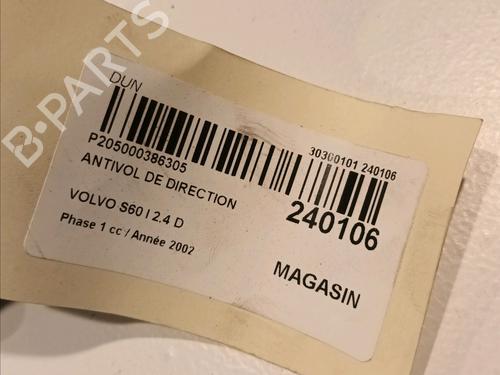 B-PARTS
DUN
P205000386305
30300101 240106
ANTIVOL DE DIRECTION
240106
VOLVO S60 I 2.4 D
Phase 1 cc / Année 2002
MAGASIN